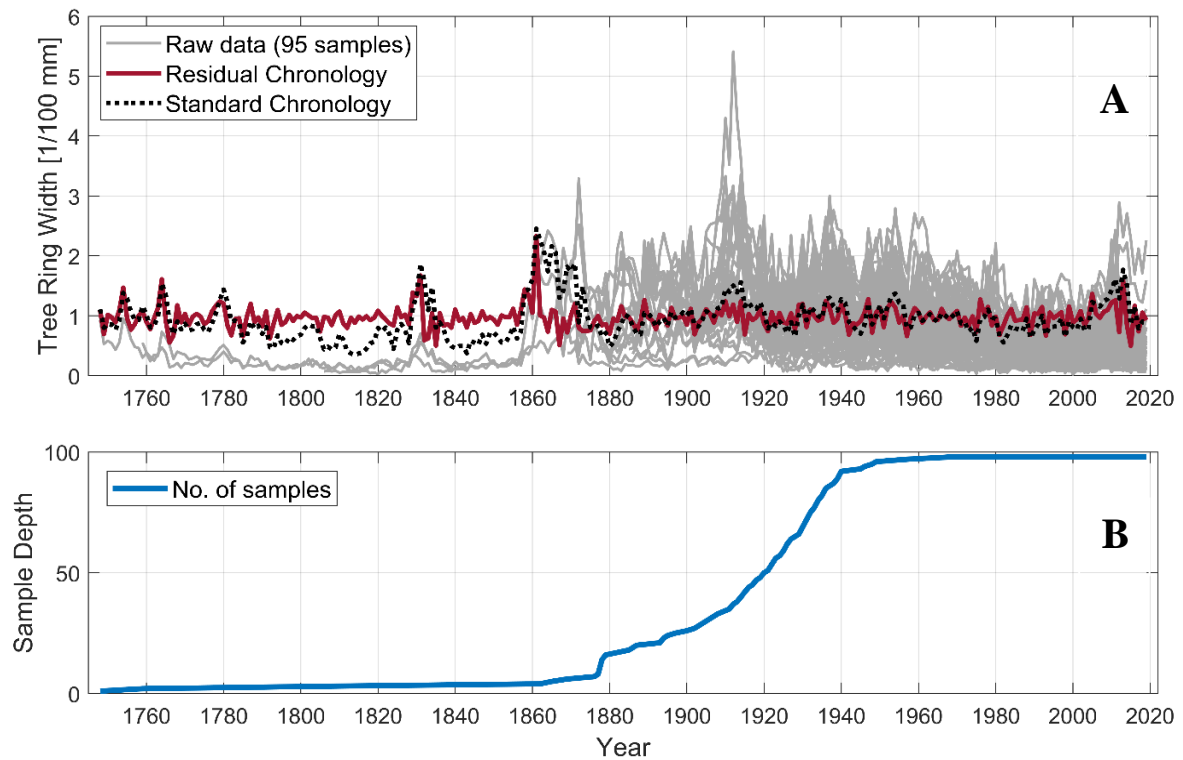 6
5
4
3
2
1
0
Tree Ring Width [1/100 mm]
Raw data (95 samples)
Residual Chronology
Standard Chronology
A
1760 1780 1800 1820 1840 1860 1880 1900 1920 1940 1960 1980 2000 2020
100
50
0
Sample Depth
No. of samples
B
1760 1780 1800 1820 1840 1860 1880 1900 1920 1940 1960 1980 2000 2020
Year